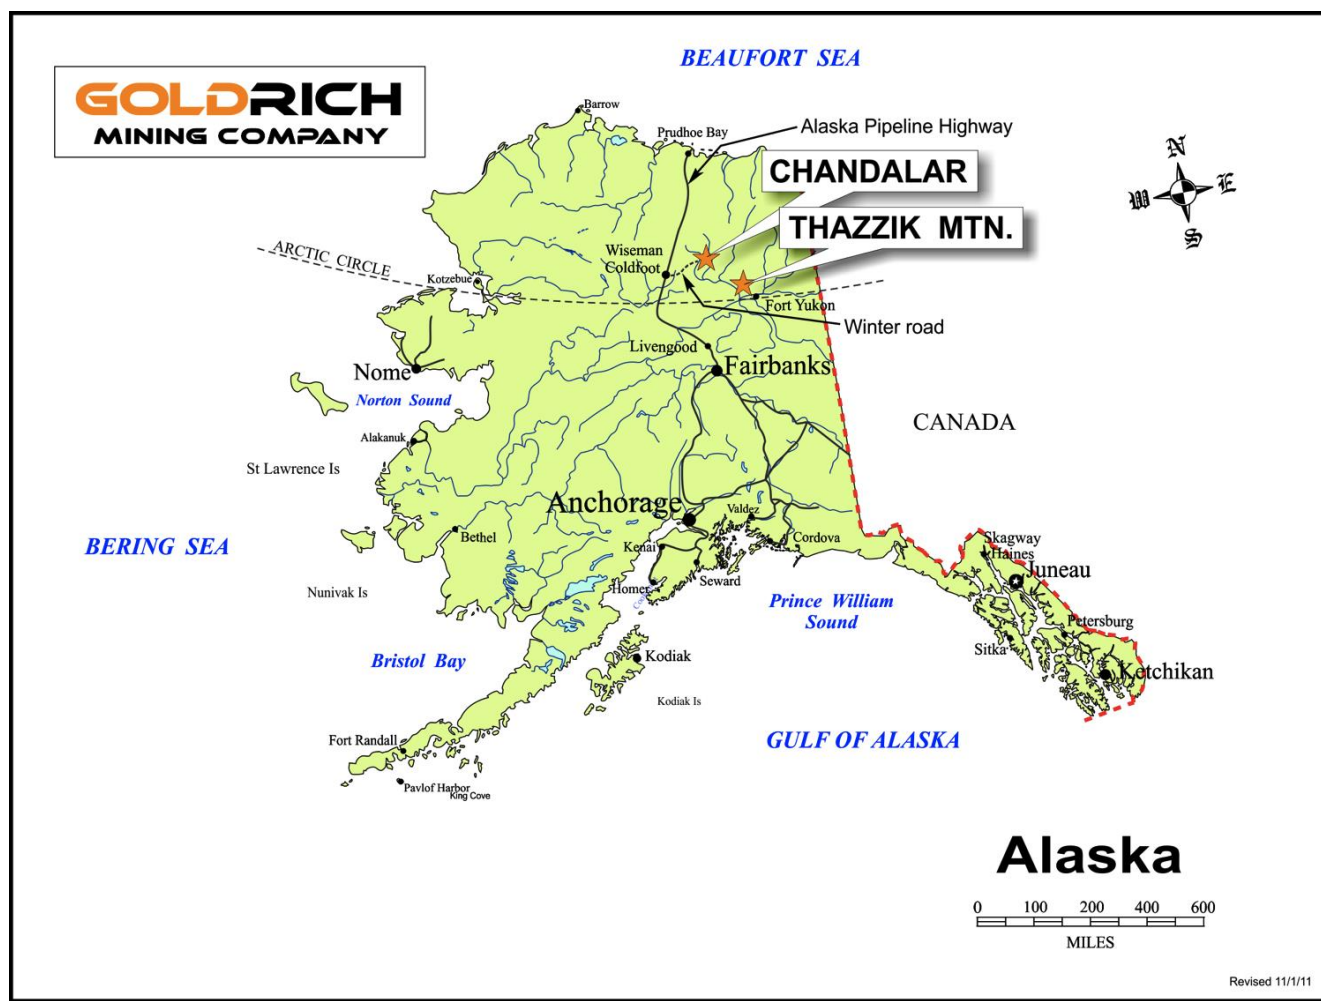 BEAUFORT SEA
GOLDRICH
MINING COMPANY
Barrow
Prudhoe Bay
Alaska Pipeline Highway
N
W
E
S
CHANDALAR
THAZZIK MTN.
ARCTIC CIRCLE
Wiseman
Coldfoot
Kotzebue
Fort Yukon
Winter road
Livengood
Fairbanks
Nome
Norton Sound
CANADA
Alakanuk
St Lawrence Is
Anchorage
Valdez
Bethel
Kenai
Cordova
BERING SEA
Skagway
Haines
Juneau
Homer
Seward
Nunivak Is
Prince William
Sound
Petersburg
Sitka
Bristol Bay
Kodiak
Ketchikan
Kodiak Is
Fort Randall
GULF OF ALASKA
Pavlof Harbor
King Cove
Alaska
0 100 200 400 600
MILES
Revised 11/1/11